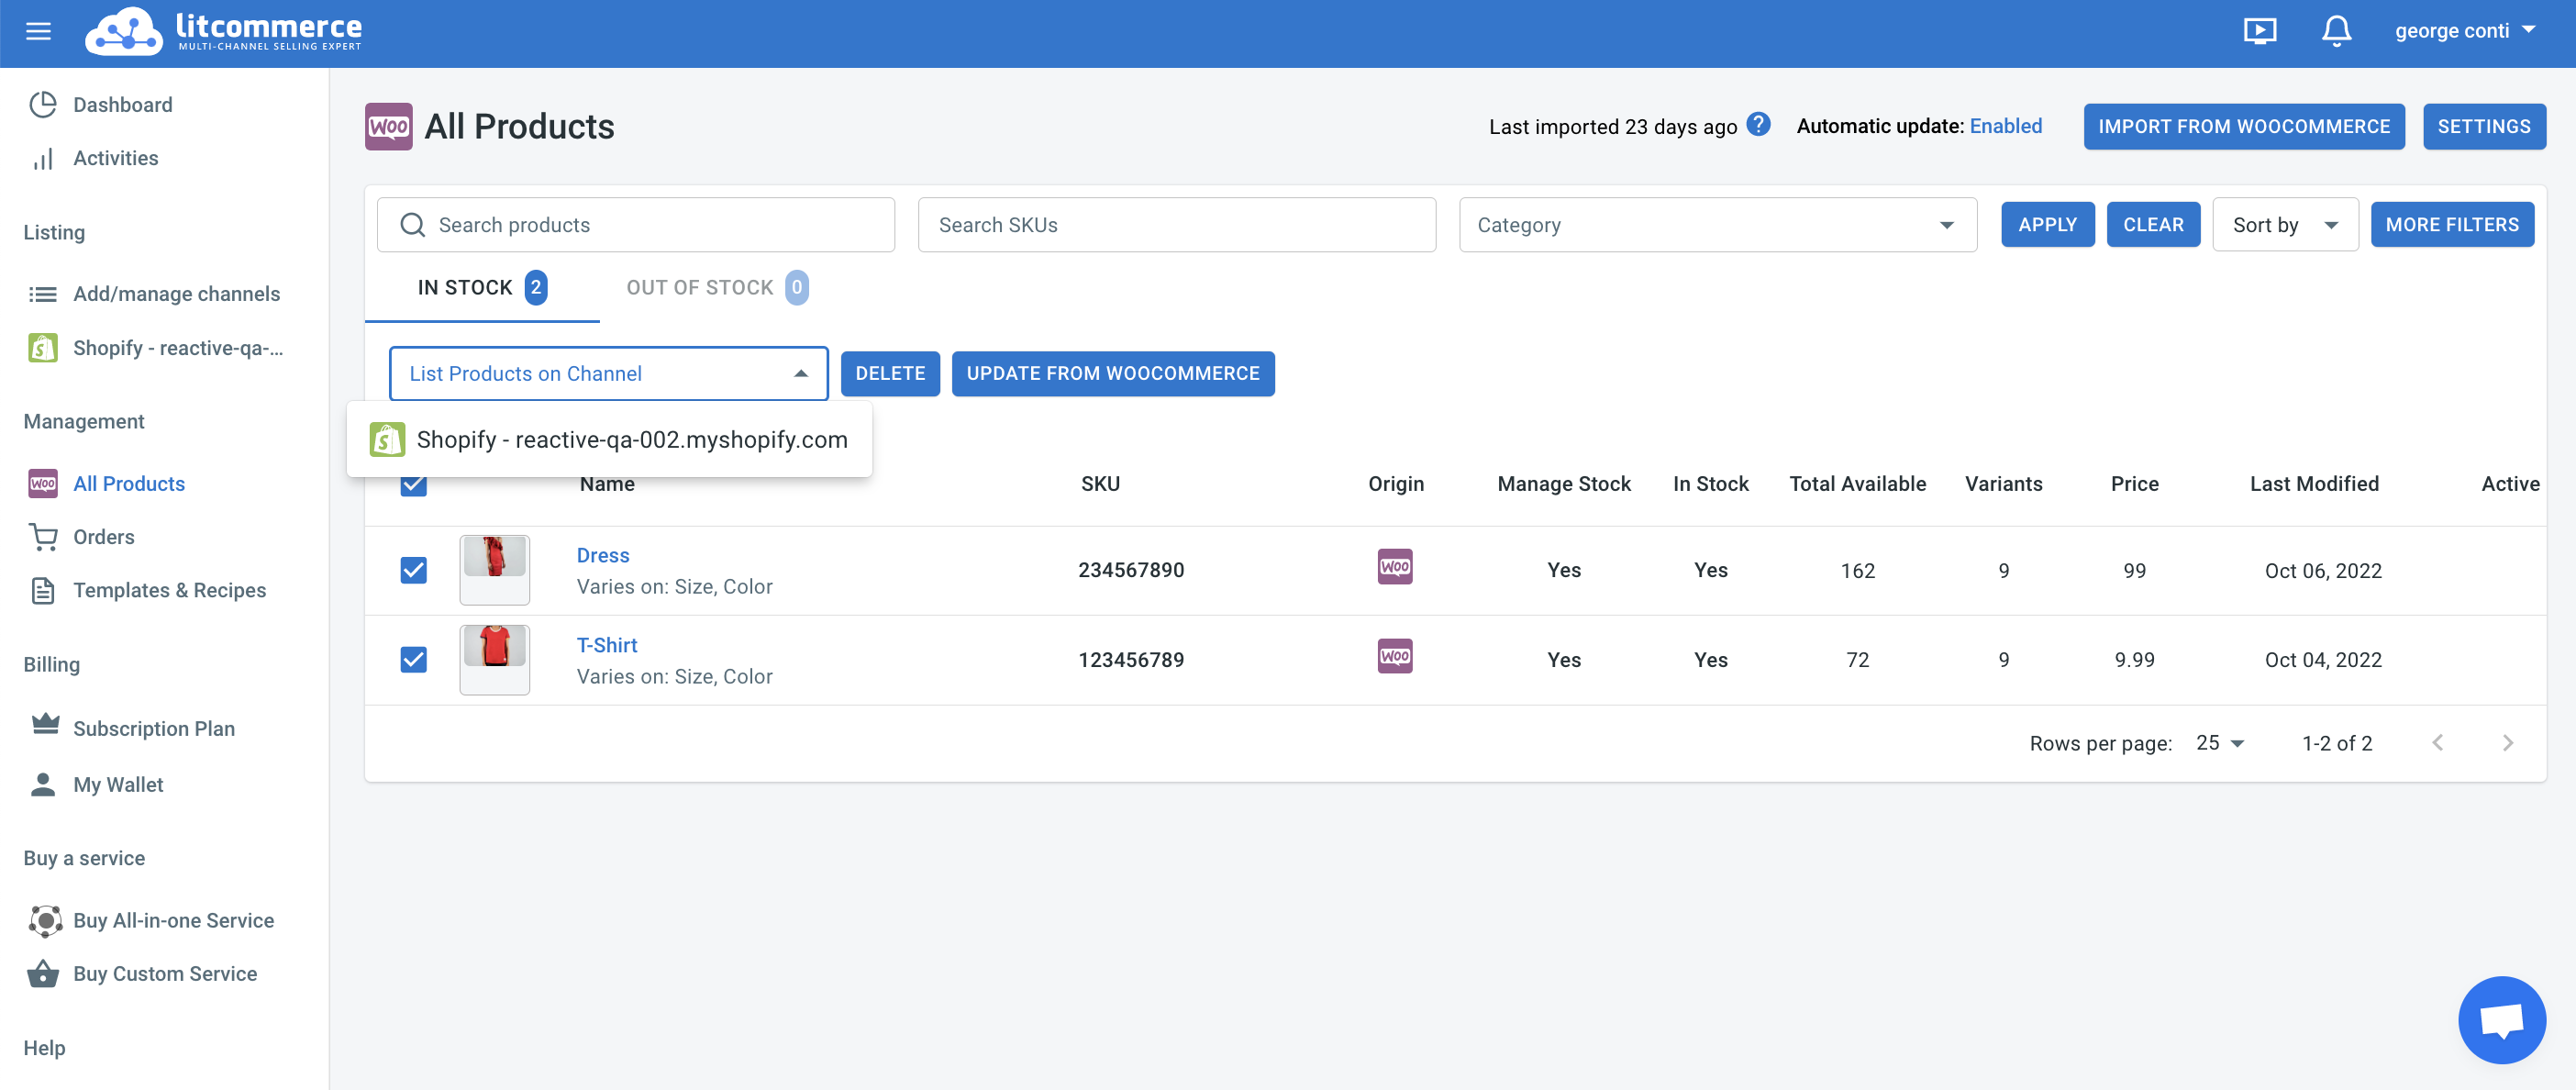 litcommerce
MULTI-CHANNEL SELLING EXPERT
george conti
Dashboard
Activities
Listing
Add/manage channels
Shopify - reactive-qa-...
Management
All Products
Orders
Templates & Recipes
Billing
Subscription Plan
My Wallet
Buy a service
Buy All-in-one Service
Buy Custom Service
Help
WOO All Products
Last imported 23 days ago ? Automatic update: Enabled IMPORT FROM WOOCOMMERCE SETTINGS
Search products Search SKUs Category APPLY CLEAR Sort by MORE FILTERS
IN STOCK 2 OUT OF STOCK 0
List Products on Channel DELETE UPDATE FROM WOOCOMMERCE
Shopify - reactive-qa-002.myshopify.com
Name SKU Origin Manage Stock In Stock Total Available Variants Price Last Modified Active
Dress 234567890 WOO Yes Yes 162 9 99 Oct 06, 2022
Varies on: Size, Color
T-Shirt 123456789 WOO Yes Yes 72 9 9.99 Oct 04, 2022
Varies on: Size, Color
Rows per page: 25 1-2 of 2